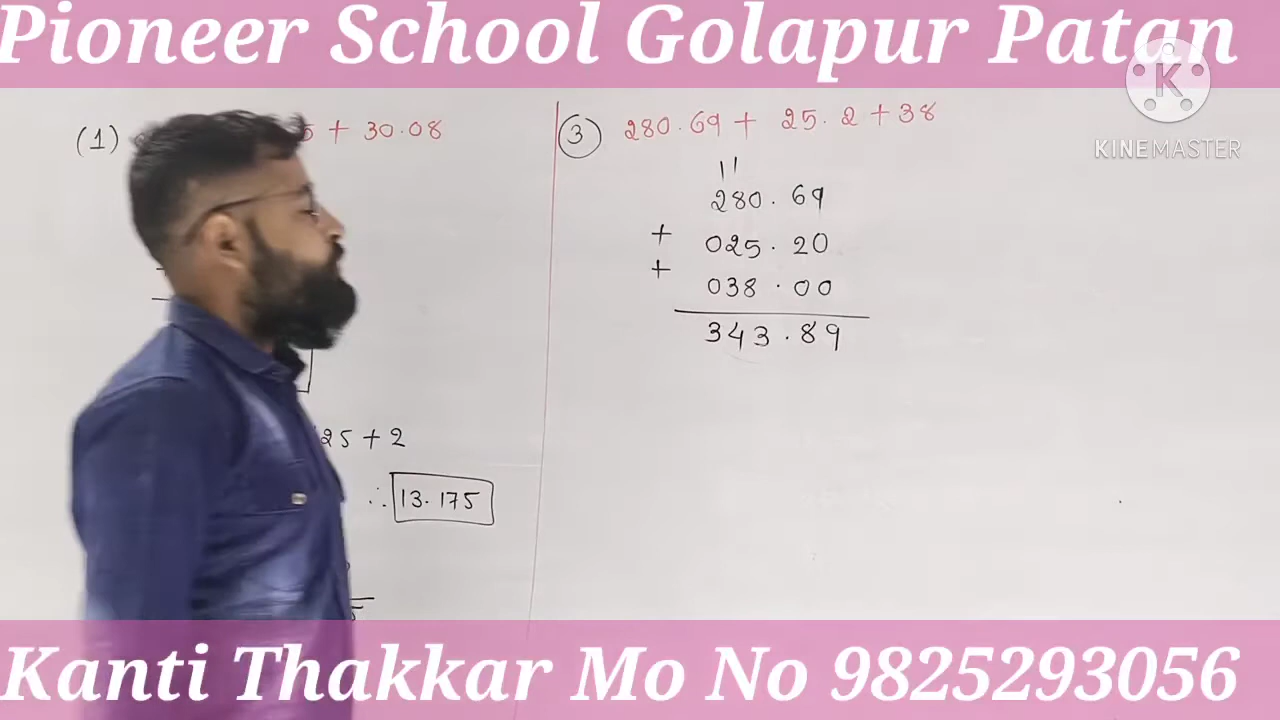 Pioneer School Golapur Patan
K
KINEMASTER
(1) + 30.08
25 + 2
∴ 13.175
3 280.69 + 25.2 + 38
11
280.69
+ 025.20
+ 038.00
343.89
Kanti Thakkar Mo No 9825293056